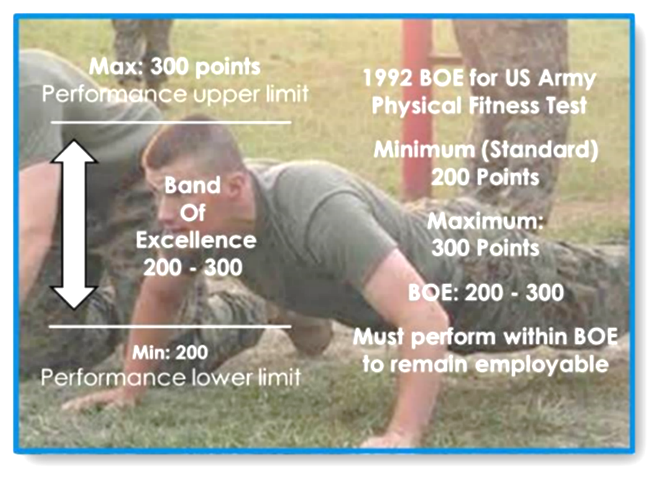 Max: 300 points
Performance upper limit
Band
Of
Excellence
200 - 300
Min: 200
Performance lower limit
1992 BOE for US Army
Physical Fitness Test
Minimum (Standard)
200 Points
Maximum:
300 Points
BOE: 200 - 300
Must perform within BOE
to remain employable